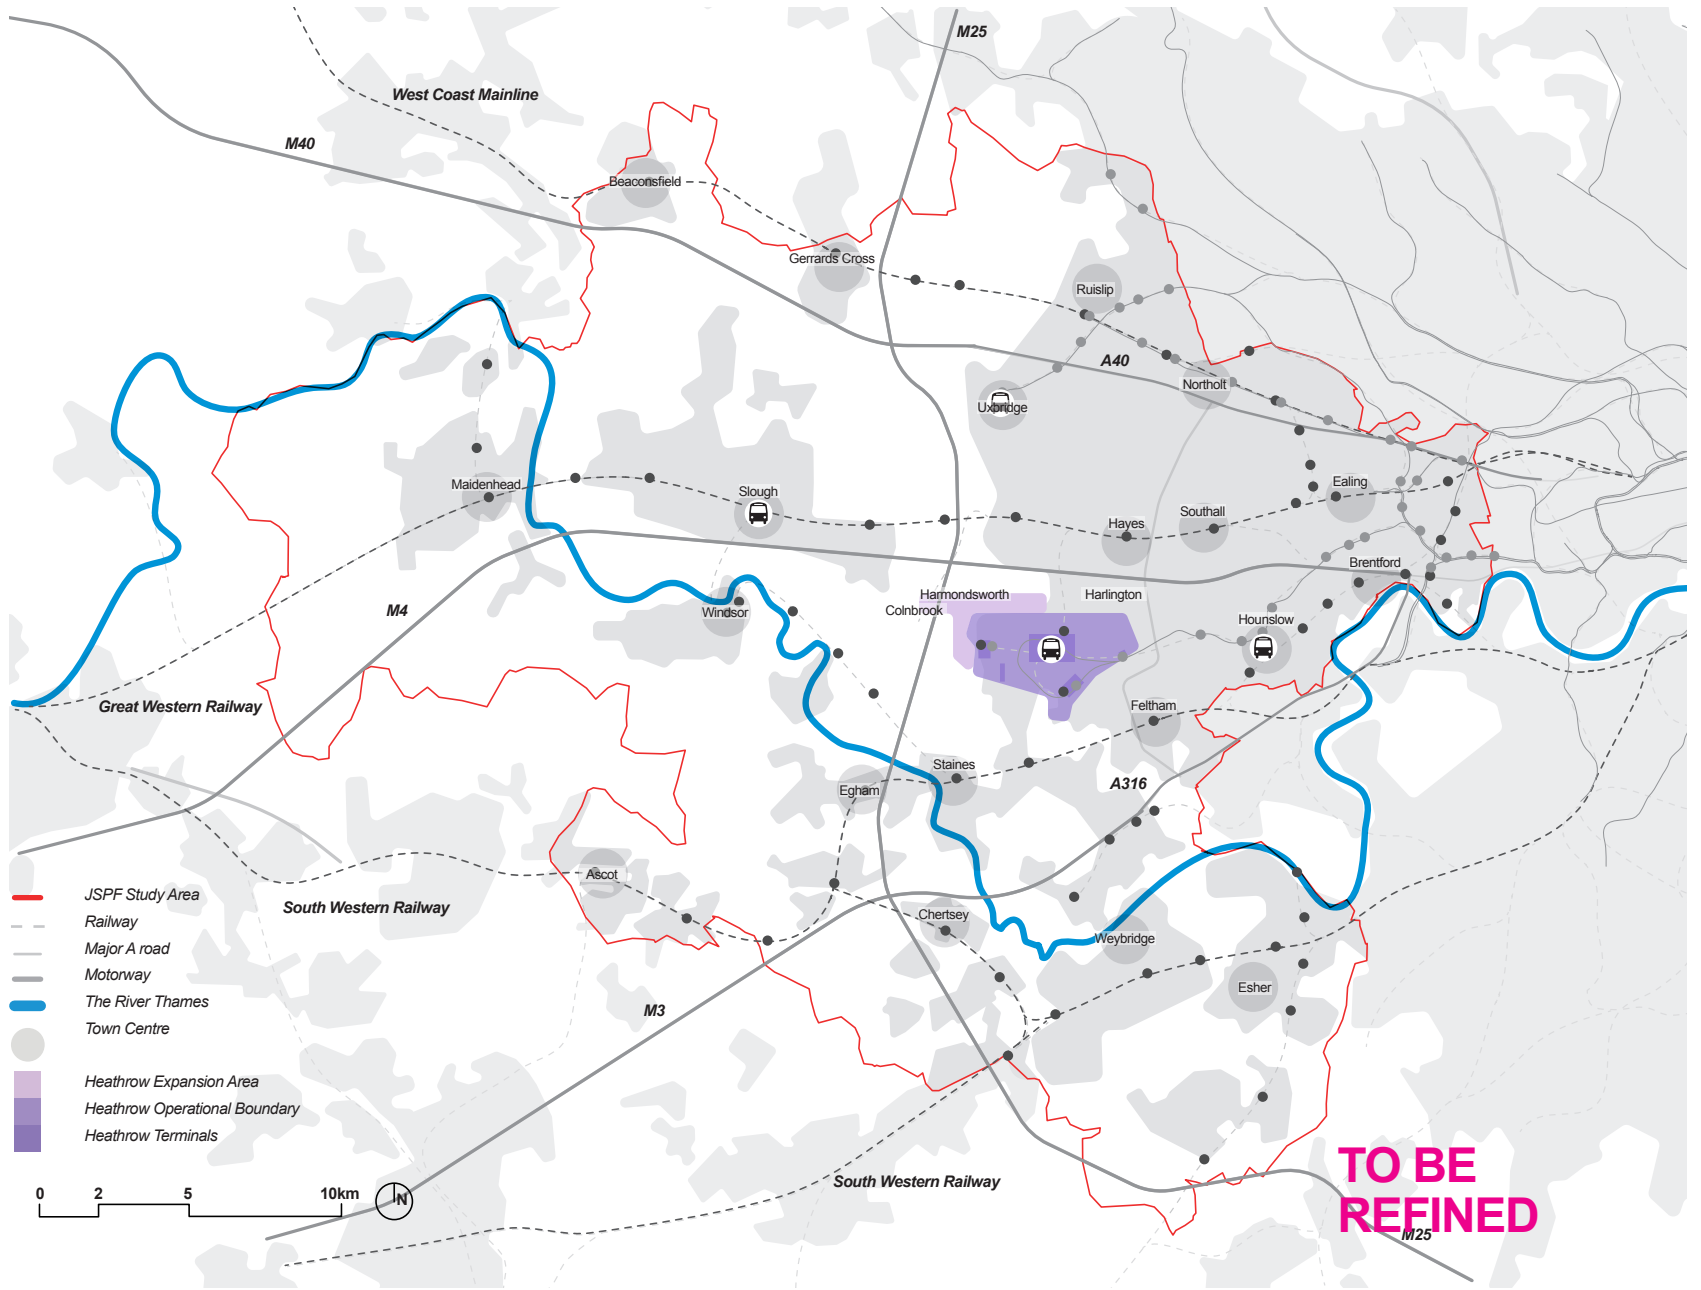 M25
West Coast Mainline
M40
Beaconsfield
Gerrards Cross
Ruislip
A40
Northolt
Uxbridge
Maidenhead
Slough
Ealing
Hayes
Southall
Brentford
M4
Windsor
Harmondsworth
Colnbrook
Harlington
Hounslow
Great Western Railway
Feltham
Staines
Egham
A316
Ascot
Chertsey
Weybridge
Esher
South Western Railway
M3
JSPF Study Area
Railway
Major A road
Motorway
The River Thames
Town Centre
Heathrow Expansion Area
Heathrow Operational Boundary
Heathrow Terminals
0 2 5 10km
N
South Western Railway
TO BE
REFINED
M25